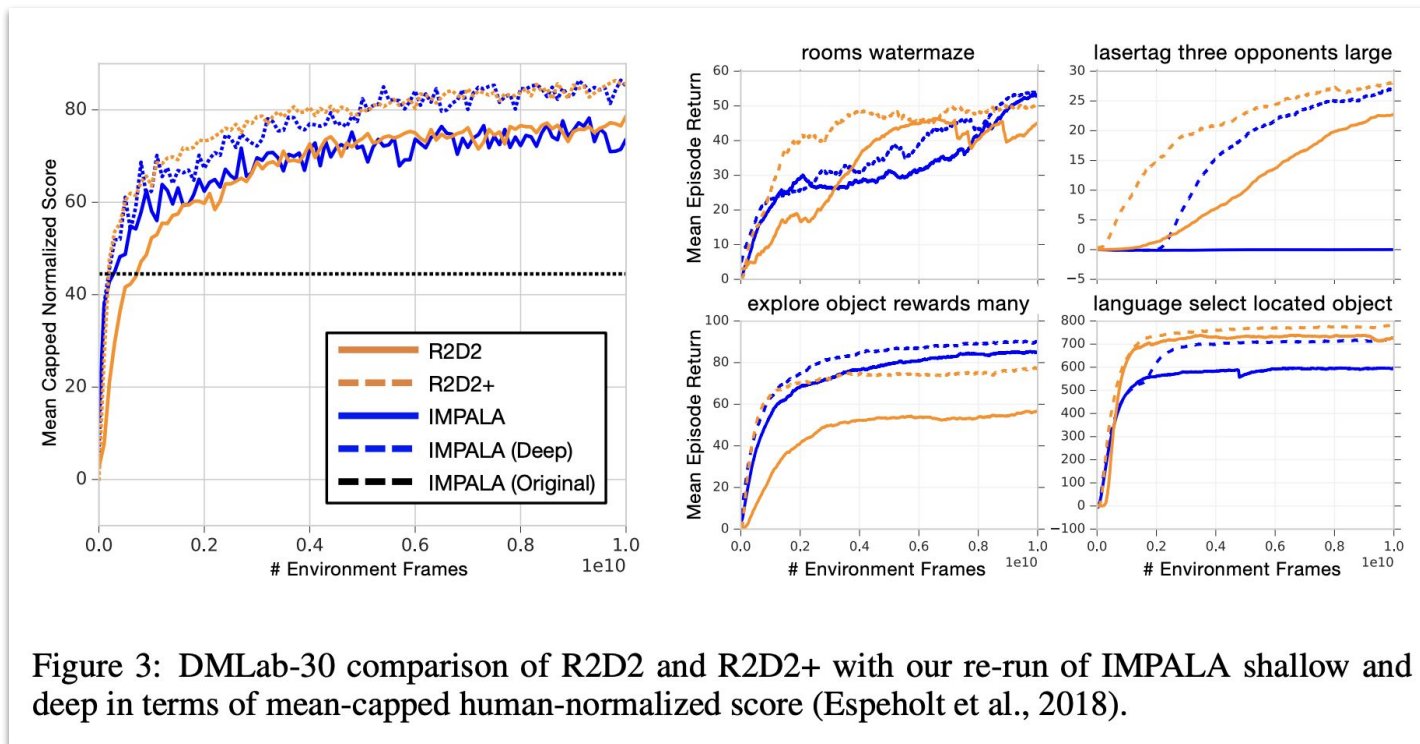 Mean Capped Normalized Score
80
60
40
20
0
0.0 0.2 0.4 0.6 0.8 1.0
1e10
# Environment Frames
R2D2
R2D2+
IMPALA
IMPALA (Deep)
IMPALA (Original)
rooms watermaze
Mean Episode Return
60
50
40
30
20
10
0
lasertag three opponents large
30
25
20
15
10
5
0
−5
explore object rewards many
Mean Episode Return
100
80
60
40
20
0
0.0 0.2 0.4 0.6 0.8 1.0
1e10
# Environment Frames
language select located object
800
700
600
500
400
300
200
100
0
−100
0.0 0.2 0.4 0.6 0.8 1.0
1e10
# Environment Frames
Figure 3: DMLab-30 comparison of R2D2 and R2D2+ with our re-run of IMPALA shallow and
deep in terms of mean-capped human-normalized score (Espeholt et al., 2018).